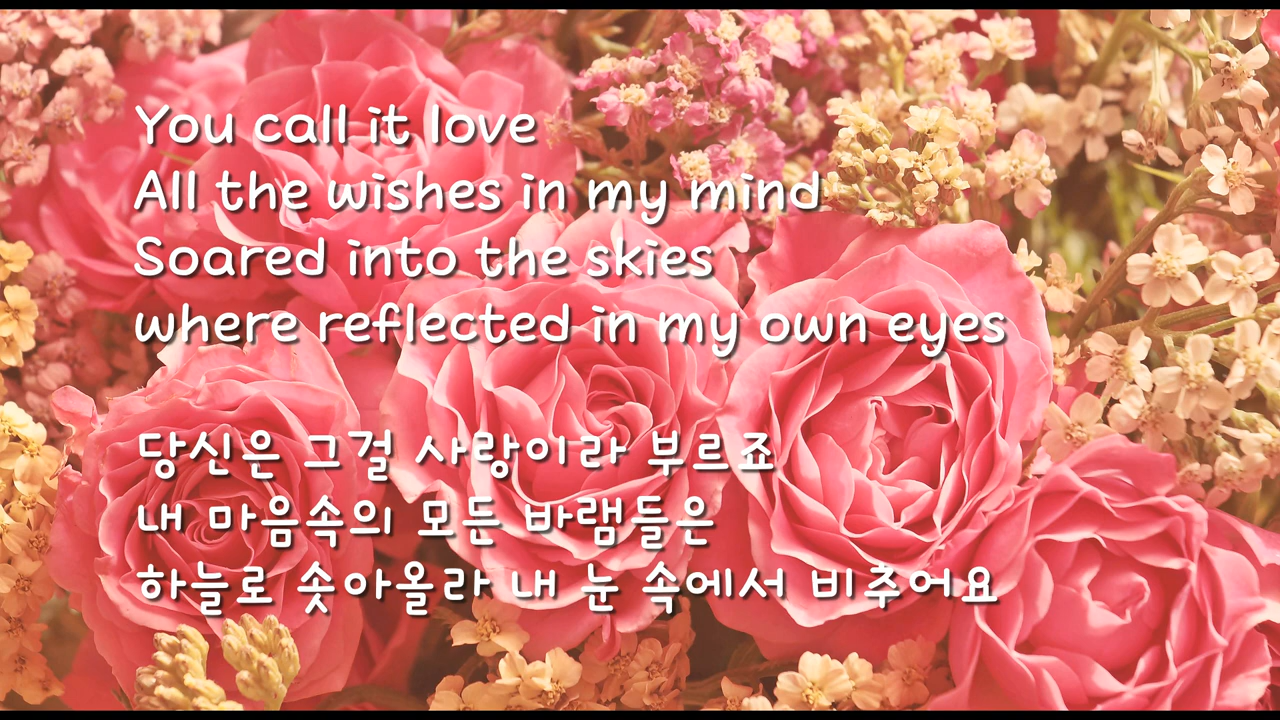 You call it love
All the wishes in my mind
Soared into the skies
where reflected in my own eyes
당신은 그걸 사랑이라 부르죠
내 마음속의 모든 바램들은
하늘로 솟아올라 내 눈 속에서 비추어요